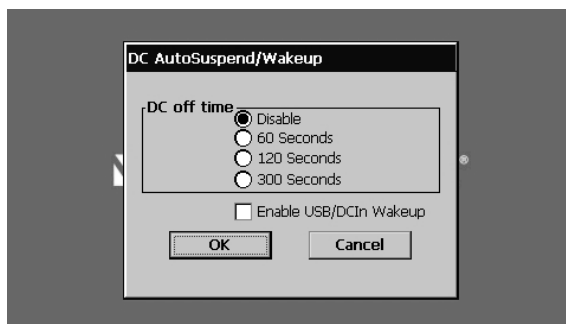 DC AutoSuspend/Wakeup
DC off time
Disable
60 Seconds
120 Seconds
300 Seconds
Enable USB/DCIn Wakeup
OK
Cancel
®